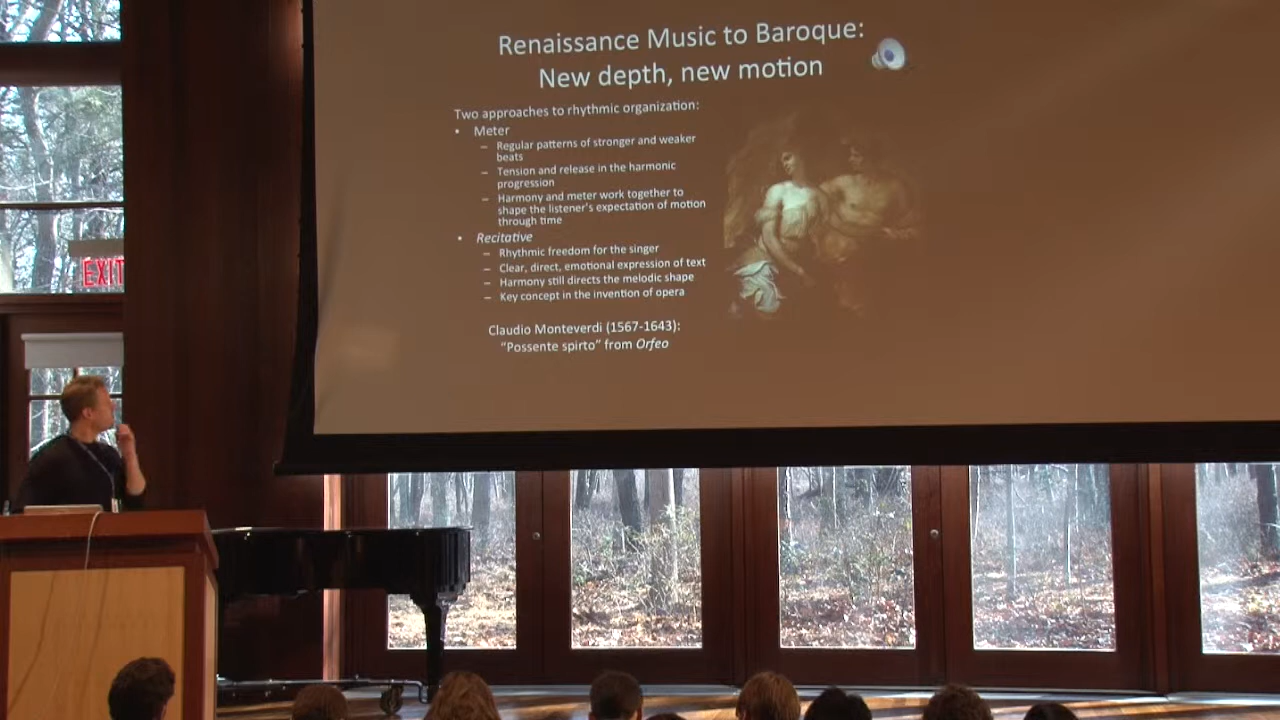 Renaissance Music to Baroque:
New depth, new motion
Two approaches to rhythmic organization:
• Meter
– Regular patterns of stronger and weaker
beats
– Tension and release in the harmonic
progression
– Harmony and meter work together to
shape the listener's expectation of motion
through time
• Recitative
– Rhythmic freedom for the singer
– Clear, direct, emotional expression of text
– Harmony still directs the melodic shape
– Key concept in the invention of opera
Claudio Monteverdi (1567-1643):
"Possente spirto" from Orfeo
EXIT